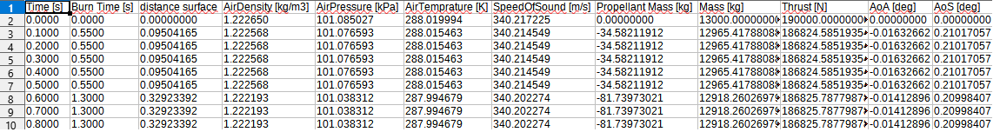 1 Time [s] Burn Time [s] distance surface AirDensity [kg/m3] AirPressure [kPa] AirTemprature [K] SpeedOfSound [m/s] Propellant Mass [kg] Mass [kg] Thrust [N] AoA [deg] AoS [deg]
2 0.0000 0.0000 0.00000000 1.222650 101.085027 288.019994 340.217225 0.00000000 13000.0000000 190000.0000000 0.00000000 0.00000000
3 0.1000 0.5500 0.09504165 1.222568 101.076593 288.015463 340.214549 -34.58211912 12965.4178808 186824.5851935 -0.01632662 0.21017057
4 0.2000 0.5500 0.09504165 1.222568 101.076593 288.015463 340.214549 -34.58211912 12965.4178808 186824.5851935 -0.01632662 0.21017057
5 0.3000 0.5500 0.09504165 1.222568 101.076593 288.015463 340.214549 -34.58211912 12965.4178808 186824.5851935 -0.01632662 0.21017057
6 0.4000 0.5500 0.09504165 1.222568 101.076593 288.015463 340.214549 -34.58211912 12965.4178808 186824.5851935 -0.01632662 0.21017057
7 0.5000 0.5500 0.09504165 1.222568 101.076593 288.015463 340.214549 -34.58211912 12965.4178808 186824.5851935 -0.01632662 0.21017057
8 0.6000 1.3000 0.32923392 1.222193 101.038312 287.994679 340.202274 -81.73973021 12918.2602697 186825.7877987 -0.01412896 0.20998407
9 0.7000 1.3000 0.32923392 1.222193 101.038312 287.994679 340.202274 -81.73973021 12918.2602697 186825.7877987 -0.01412896 0.20998407
10 0.8000 1.3000 0.32923392 1.222193 101.038312 287.994679 340.202274 -81.73973021 12918.2602697 186825.7877987 -0.01412896 0.20998407